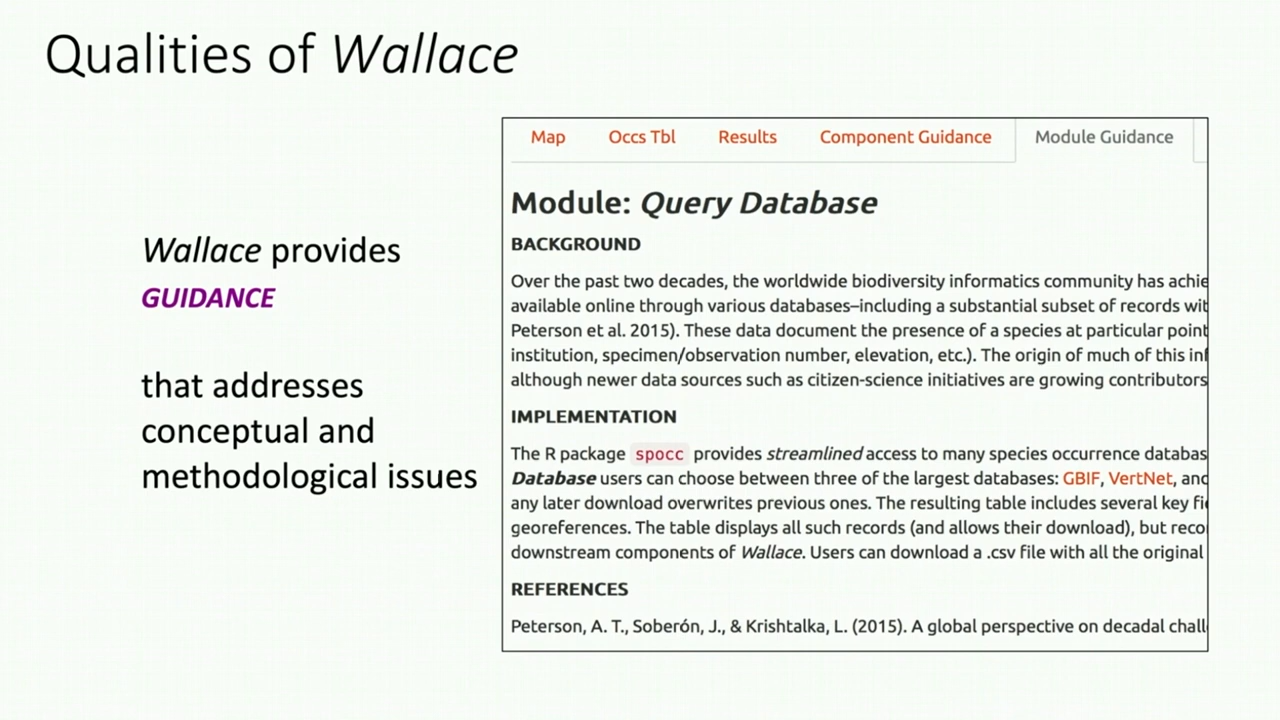 Qualities of Wallace
Wallace provides
GUIDANCE
that addresses
conceptual and
methodological issues
Map Occs Tbl Results Component Guidance Module Guidance
Module: Query Database
BACKGROUND
Over the past two decades, the worldwide biodiversity informatics community has achie
available online through various databases–including a substantial subset of records wit
Peterson et al. 2015). These data document the presence of a species at particular point
institution, specimen/observation number, elevation, etc.). The origin of much of this inf
although newer data sources such as citizen-science initiatives are growing contributors
IMPLEMENTATION
The R package spocc provides streamlined access to many species occurrence databas
Database users can choose between three of the largest databases: GBIF, VertNet, and
any later download overwrites previous ones. The resulting table includes several key fi
georeferences. The table displays all such records (and allows their download), but reco
downstream components of Wallace. Users can download a .csv file with all the original
REFERENCES
Peterson, A. T., Soberón, J., & Krishtalka, L. (2015). A global perspective on decadal chall